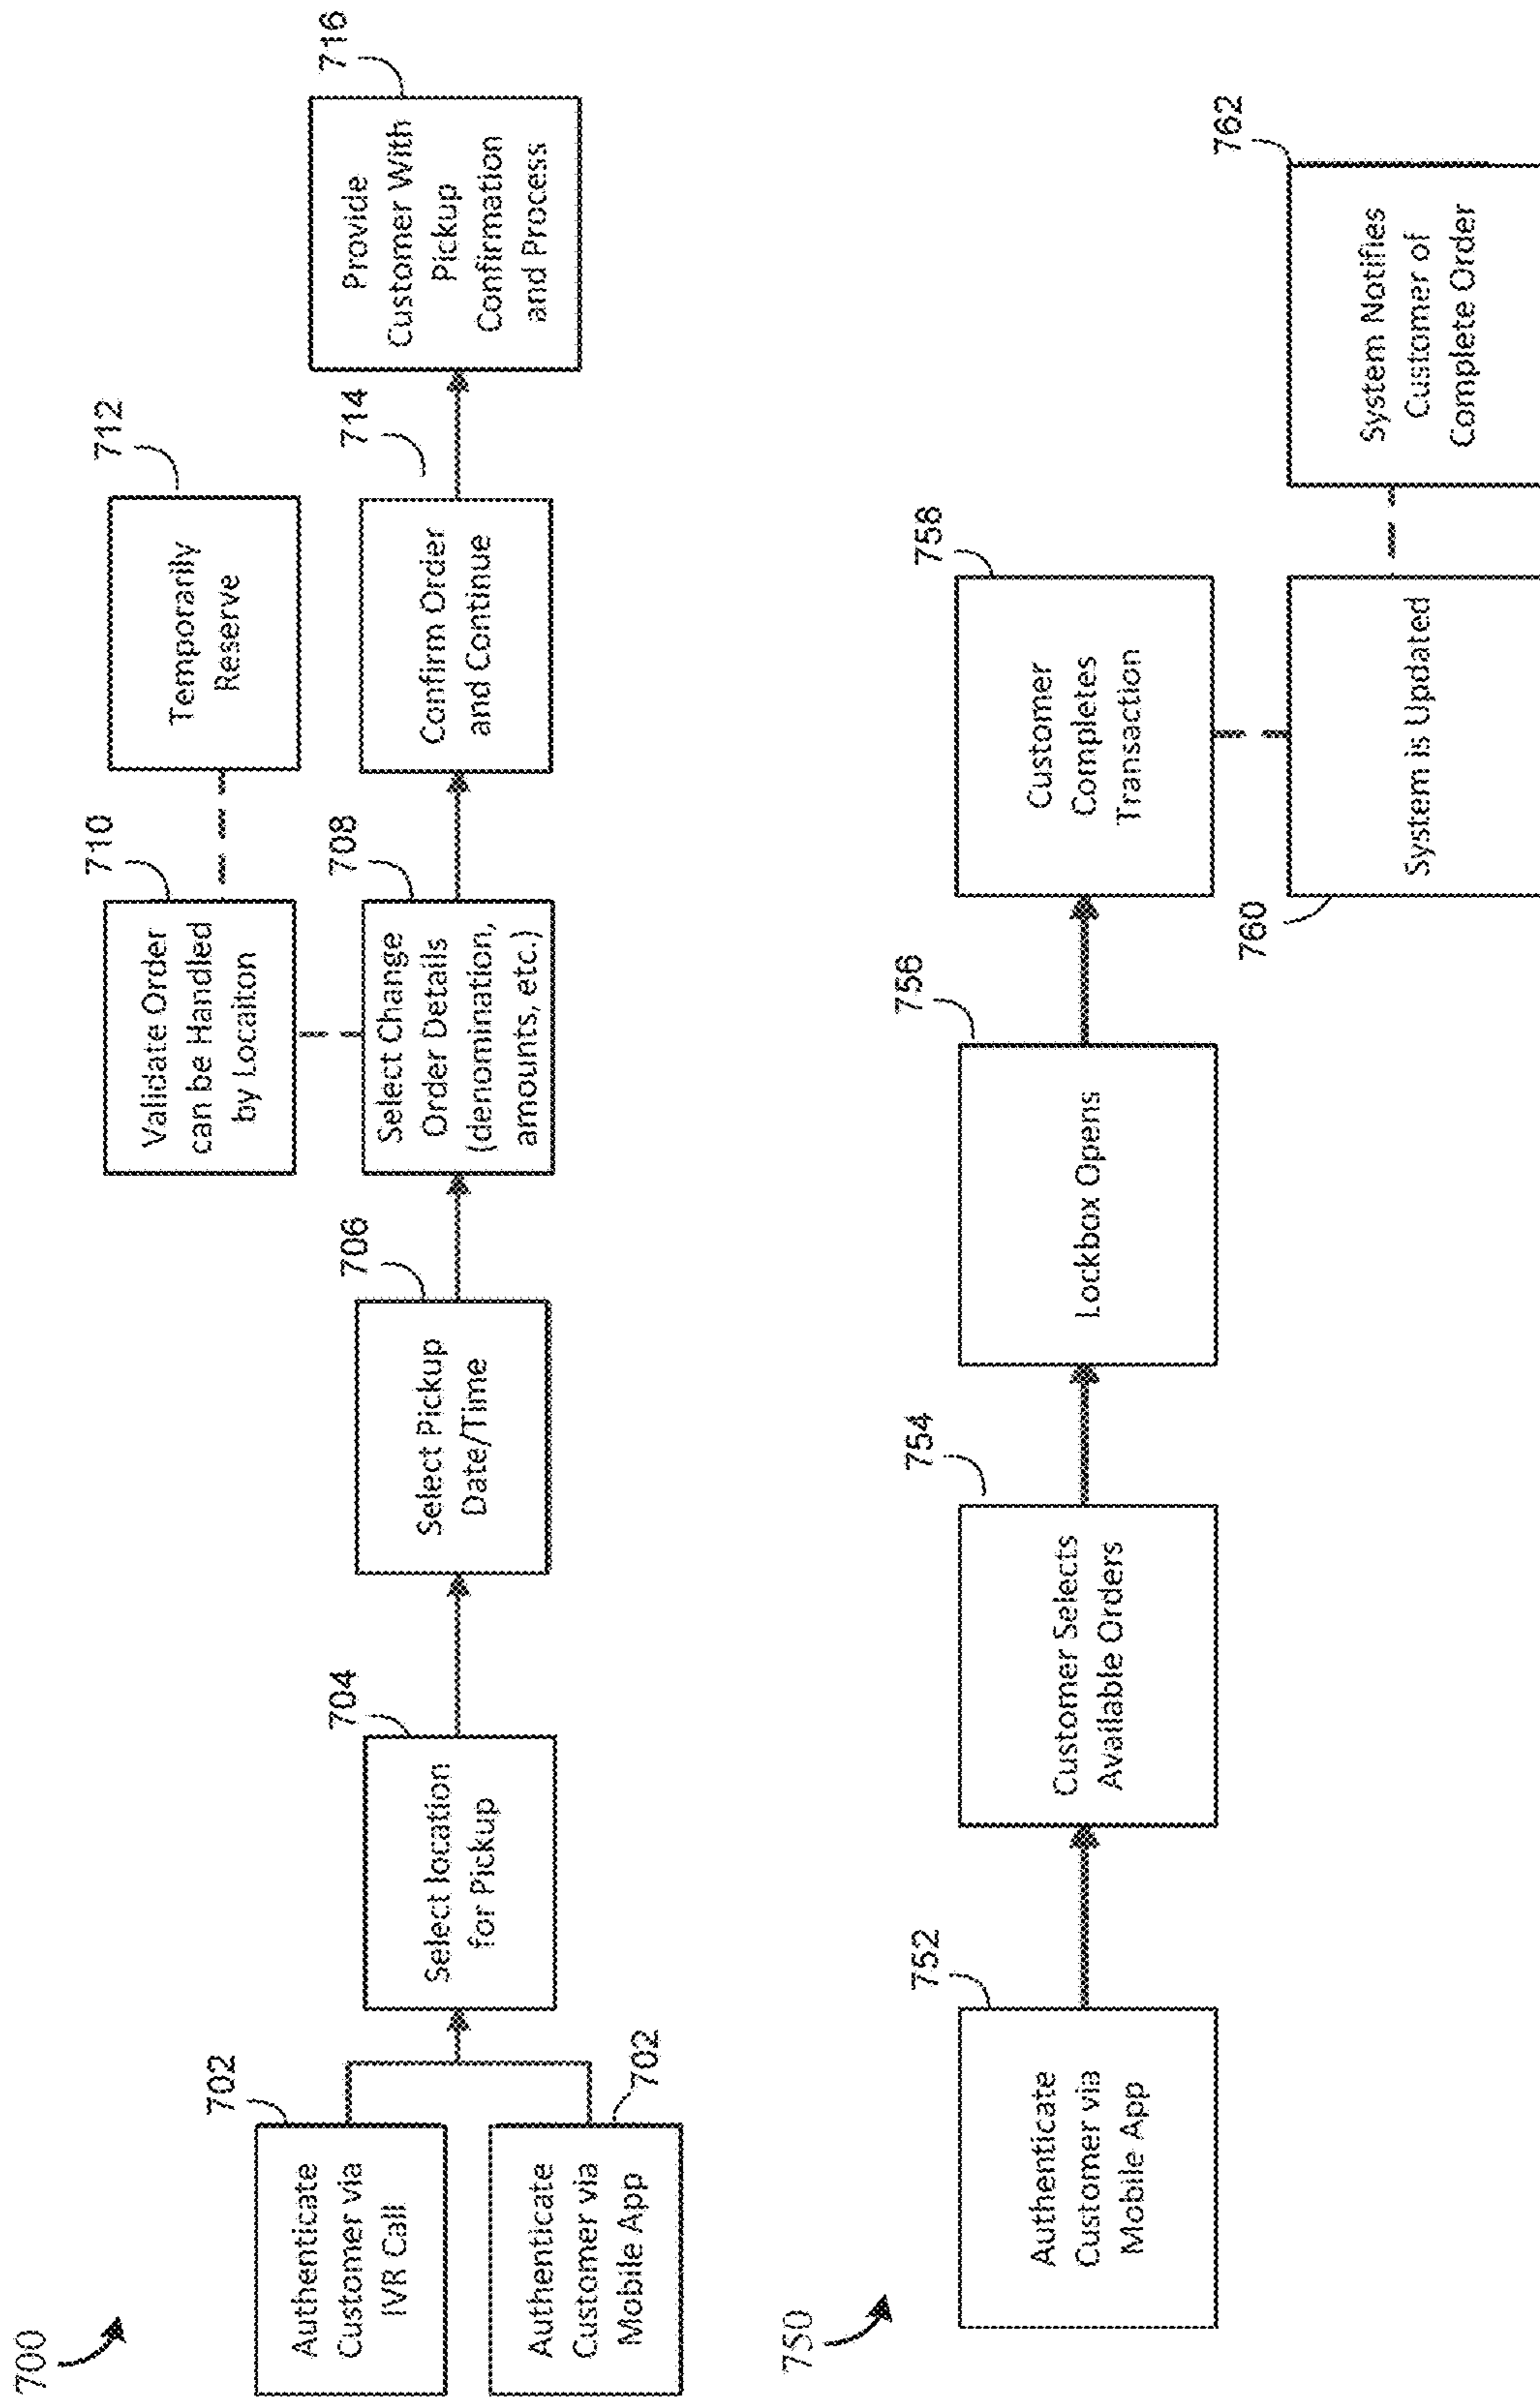 700
702
Authenticate
Customer via
IVR Call
702
Authenticate
Customer via
Mobile App
704
Select location
for Pickup
706
Select Pickup
Date/Time
710
Validate Order
can be Handled
by Locaiton
708
Select Change
Order Details
(denomination,
amounts, etc.)
712
Temporarily
Reserve
714
Confirm Order
and Continue
716
Provide
Customer With
Pickup
Confirmation
and Process
750
752
Authenticate
Customer via
Mobile App
754
Customer Selects
Available Orders
756
Lockbox Opens
758
Customer
Completes
Transaction
760
System is Updated
762
System Notifies
Customer of
Complete Order